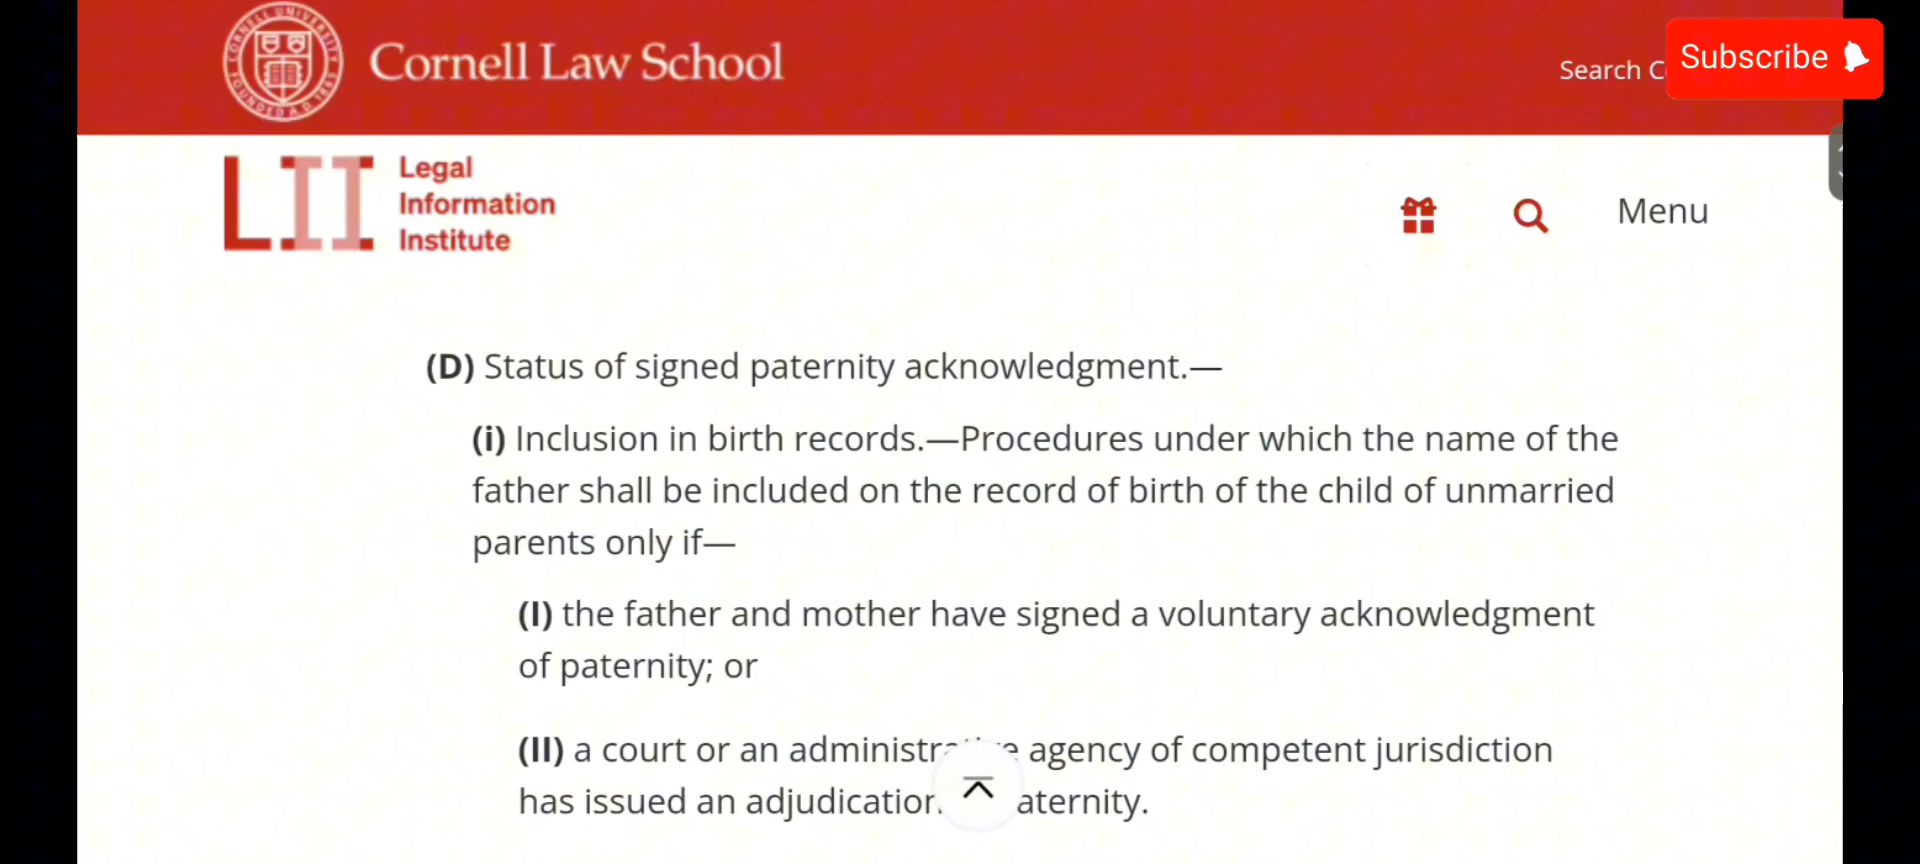 Cornell Law School
Search C
Subscribe
LII
Legal
Information
Institute
Menu
(D) Status of signed paternity acknowledgment.—
(i) Inclusion in birth records.—Procedures under which the name of the
father shall be included on the record of birth of the child of unmarried
parents only if—
(I) the father and mother have signed a voluntary acknowledgment
of paternity; or
(II) a court or an agency of competent jurisdiction
has issued an